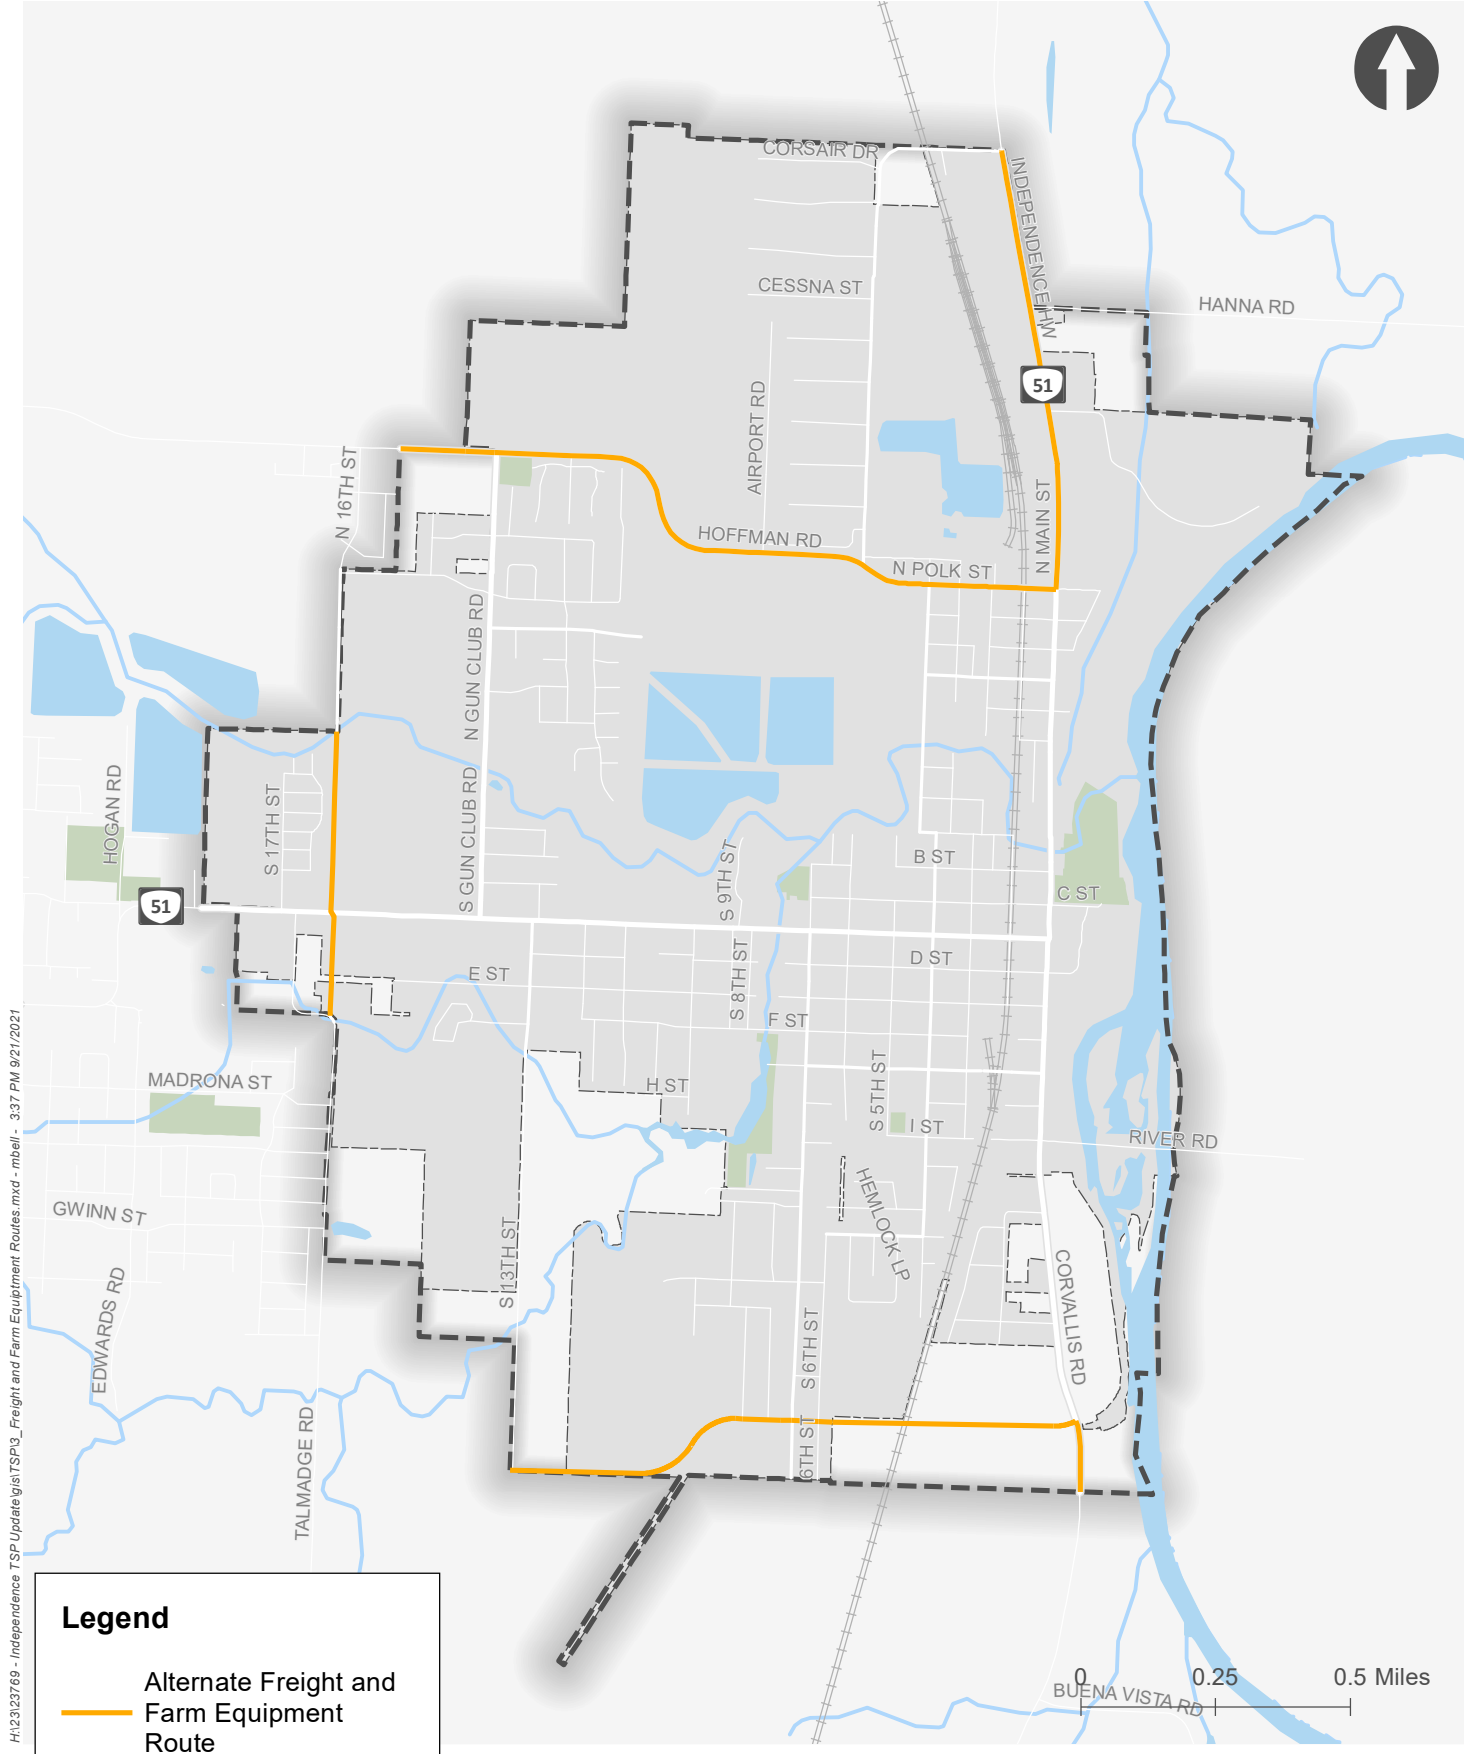 CORSAIR DR
INDEPENDENCE HW
CESSNA ST
HANNA RD
51
AIRPORT RD
N 16TH ST
N MAIN ST
HOFFMAN RD
N POLK ST
N GUN CLUB RD
HOGAN RD
S 17TH ST
S GUN CLUB RD
S 9TH ST
B ST
C ST
51
D ST
S 8TH ST
E ST
F ST
S 5TH ST
MADRONA ST
H ST
I ST
RIVER RD
HEMLOCK LP
GWINN ST
S 13TH ST
CORVALLIS RD
EDWARDS RD
S 6TH ST
6TH ST
TALMADGE RD
H:\23\23769 - Independence TSP Update\gis\TSP\3_Freight and Farm Equiptment Routes.mxd - mbell - 3:37 PM 9/21/2021
Legend
Alternate Freight and
Farm Equipment
Route
0 0.25 0.5 Miles
BUENA VISTA RD